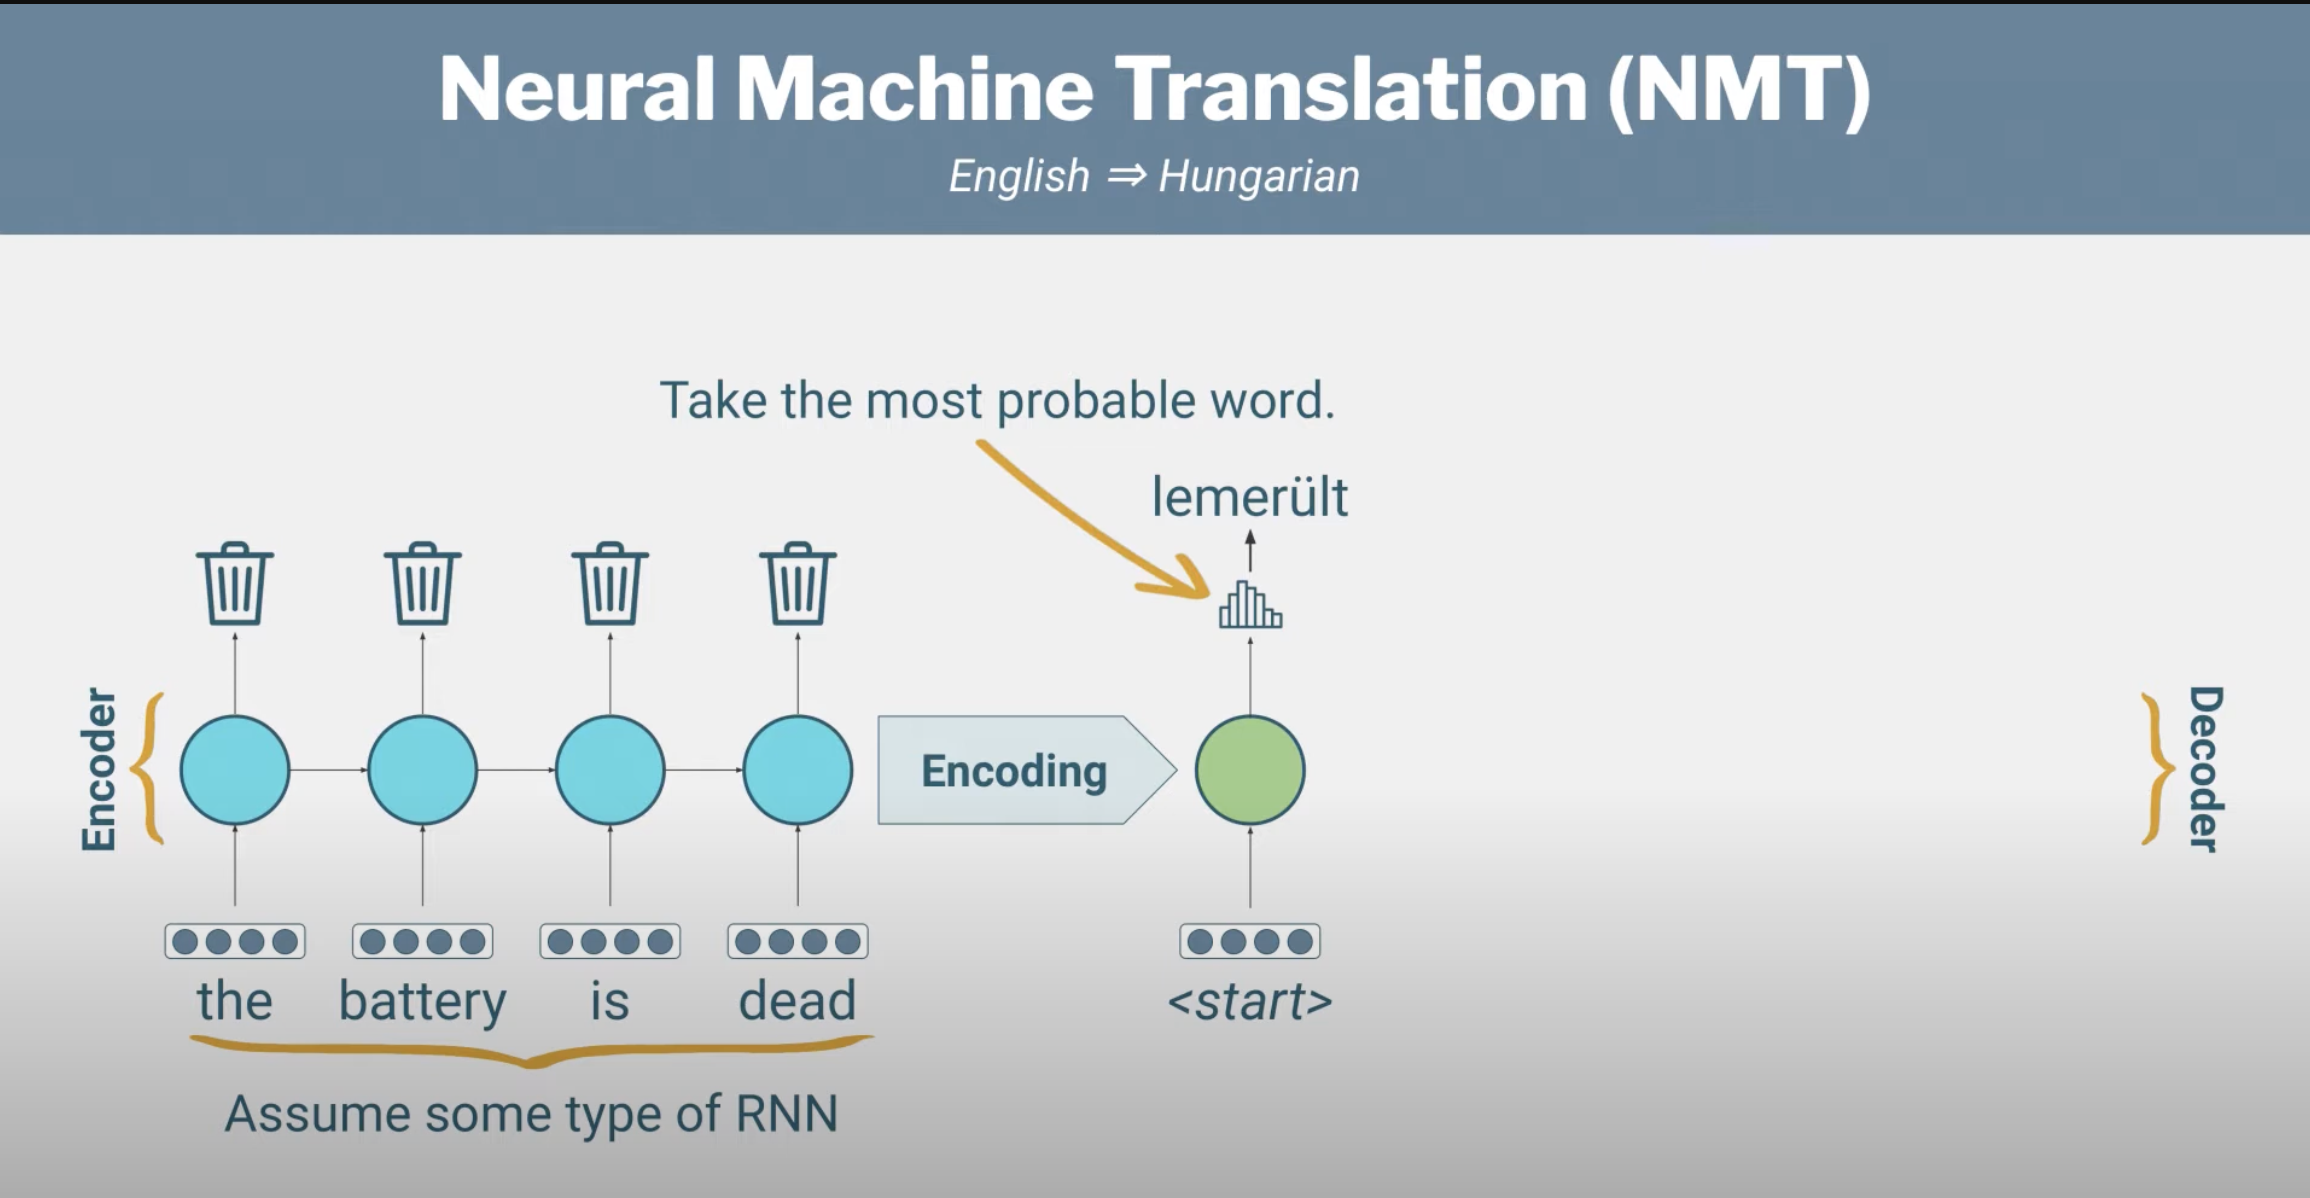 Neural Machine Translation (NMT)
English ⇒ Hungarian
Take the most probable word.
lemerült
Encoder
Encoding
Decoder
the battery is dead <start>
Assume some type of RNN